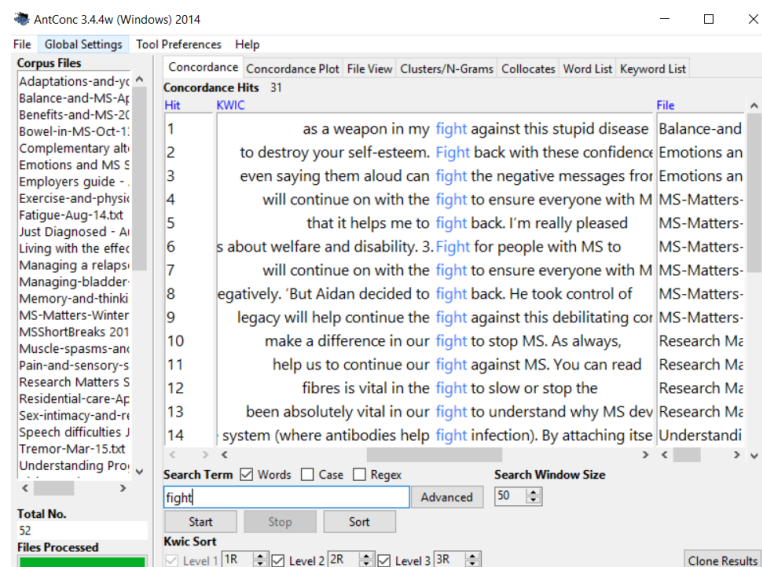 AntConc 3.4.4w (Windows) 2014
File Global Settings Tool Preferences Help
Corpus Files
Adaptations-and-yo
Balance-and-MS-Ap
Benefits-and-MS-20
Bowel-in-MS-Oct-1
Complementary alt
Emotions and MS S
Employers guide -
Exercise-and-physic
Fatigue-Aug-14.txt
Just Diagnosed - A
Living with the effec
Managing a relaps
Managing-bladder-
Memory-and-thinki
MS-Matters-Winter
MSShortBreaks 201
Muscle-spasms-and
Pain-and-sensory-s
Research Matters S
Residential-care-Ap
Sex-intimacy-and-re
Speech difficulties J
Tremor-Mar-15.txt
Understanding Prog
Total No.
52
Files Processed
Concordance Concordance Plot File View Clusters/N-Grams Collocates Word List Keyword List
Concordance Hits 31
Hit KWIC File
1 as a weapon in my fight against this stupid disease Balance-and
2 to destroy your self-esteem. Fight back with these confidence Emotions an
3 even saying them aloud can fight the negative messages from Emotions an
4 will continue on with the fight to ensure everyone with M MS-Matters-
5 that it helps me to fight back. I'm really pleased MS-Matters-
6 s about welfare and disability. 3. Fight for people with MS to MS-Matters-
7 will continue on with the fight to ensure everyone with M MS-Matters-
8 egatively. 'But Aidan decided to fight back. He took control of MS-Matters-
9 legacy will help continue the fight against this debilitating cor MS-Matters-
10 make a difference in our fight to stop MS. As always, Research Ma
11 help us to continue our fight against MS. You can read Research Ma
12 fibres is vital in the fight to slow or stop the Research Ma
13 been absolutely vital in our fight to understand why MS dev Research Ma
14 system (where antibodies help fight infection). By attaching itse Understandi
Search Term Words Case Regex Search Window Size
fight Advanced 50
Start Stop Sort
Kwic Sort
Level 1 1R Level 2 2R Level 3 3R Clone Results